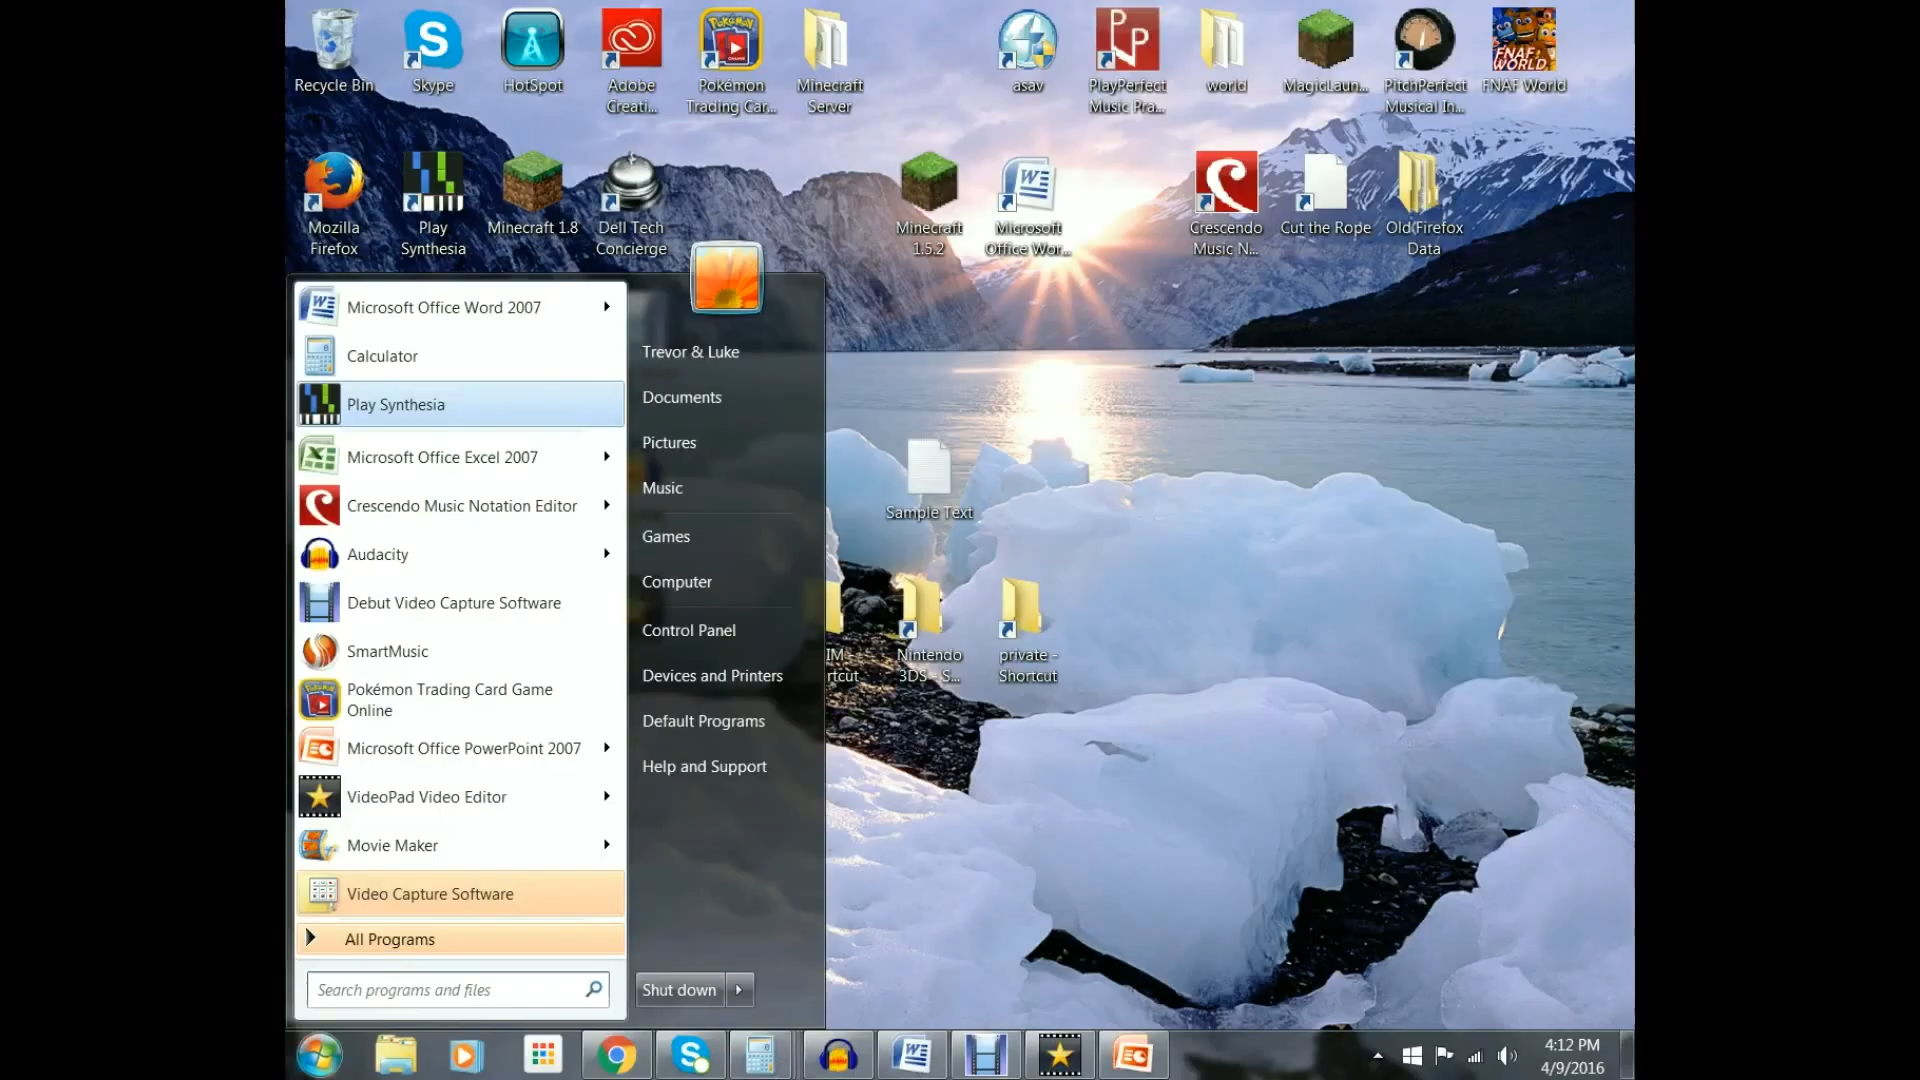 Recycle Bin
Skype
HotSpot
Adobe
Creati...
Pokémon
Trading Car...
Minecraft
Server
asav
PlayPerfect
Music Pra...
world
MagicLaun...
PitchPerfect
Musical In...
FNAF World
Mozilla
Firefox
Play
Synthesia
Minecraft 1.8
Dell Tech
Concierge
Minecraft
1.5.2
Microsoft
Office Wor...
Crescendo
Music N...
Cut the Rope
Old Firefox
Data
Microsoft Office Word 2007
Calculator
Play Synthesia
Microsoft Office Excel 2007
Crescendo Music Notation Editor
Audacity
Debut Video Capture Software
SmartMusic
Pokémon Trading Card Game
Online
Microsoft Office PowerPoint 2007
VideoPad Video Editor
Movie Maker
Video Capture Software
All Programs
Search programs and files
Trevor & Luke
Documents
Pictures
Music
Games
Computer
Control Panel
Devices and Printers
Default Programs
Help and Support
Shut down
Sample Text
IM -
rtcut
Nintendo
3DS - S...
private -
Shortcut
4:12 PM
4/9/2016